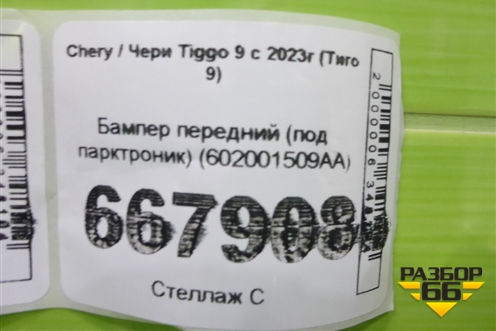 Chery / Чери Tiggo 9 с 2023г (Тиго
9)
Бампер передний (под
парктроник) (602001509AA)
667908
Стеллаж С
РАЗБОР
66